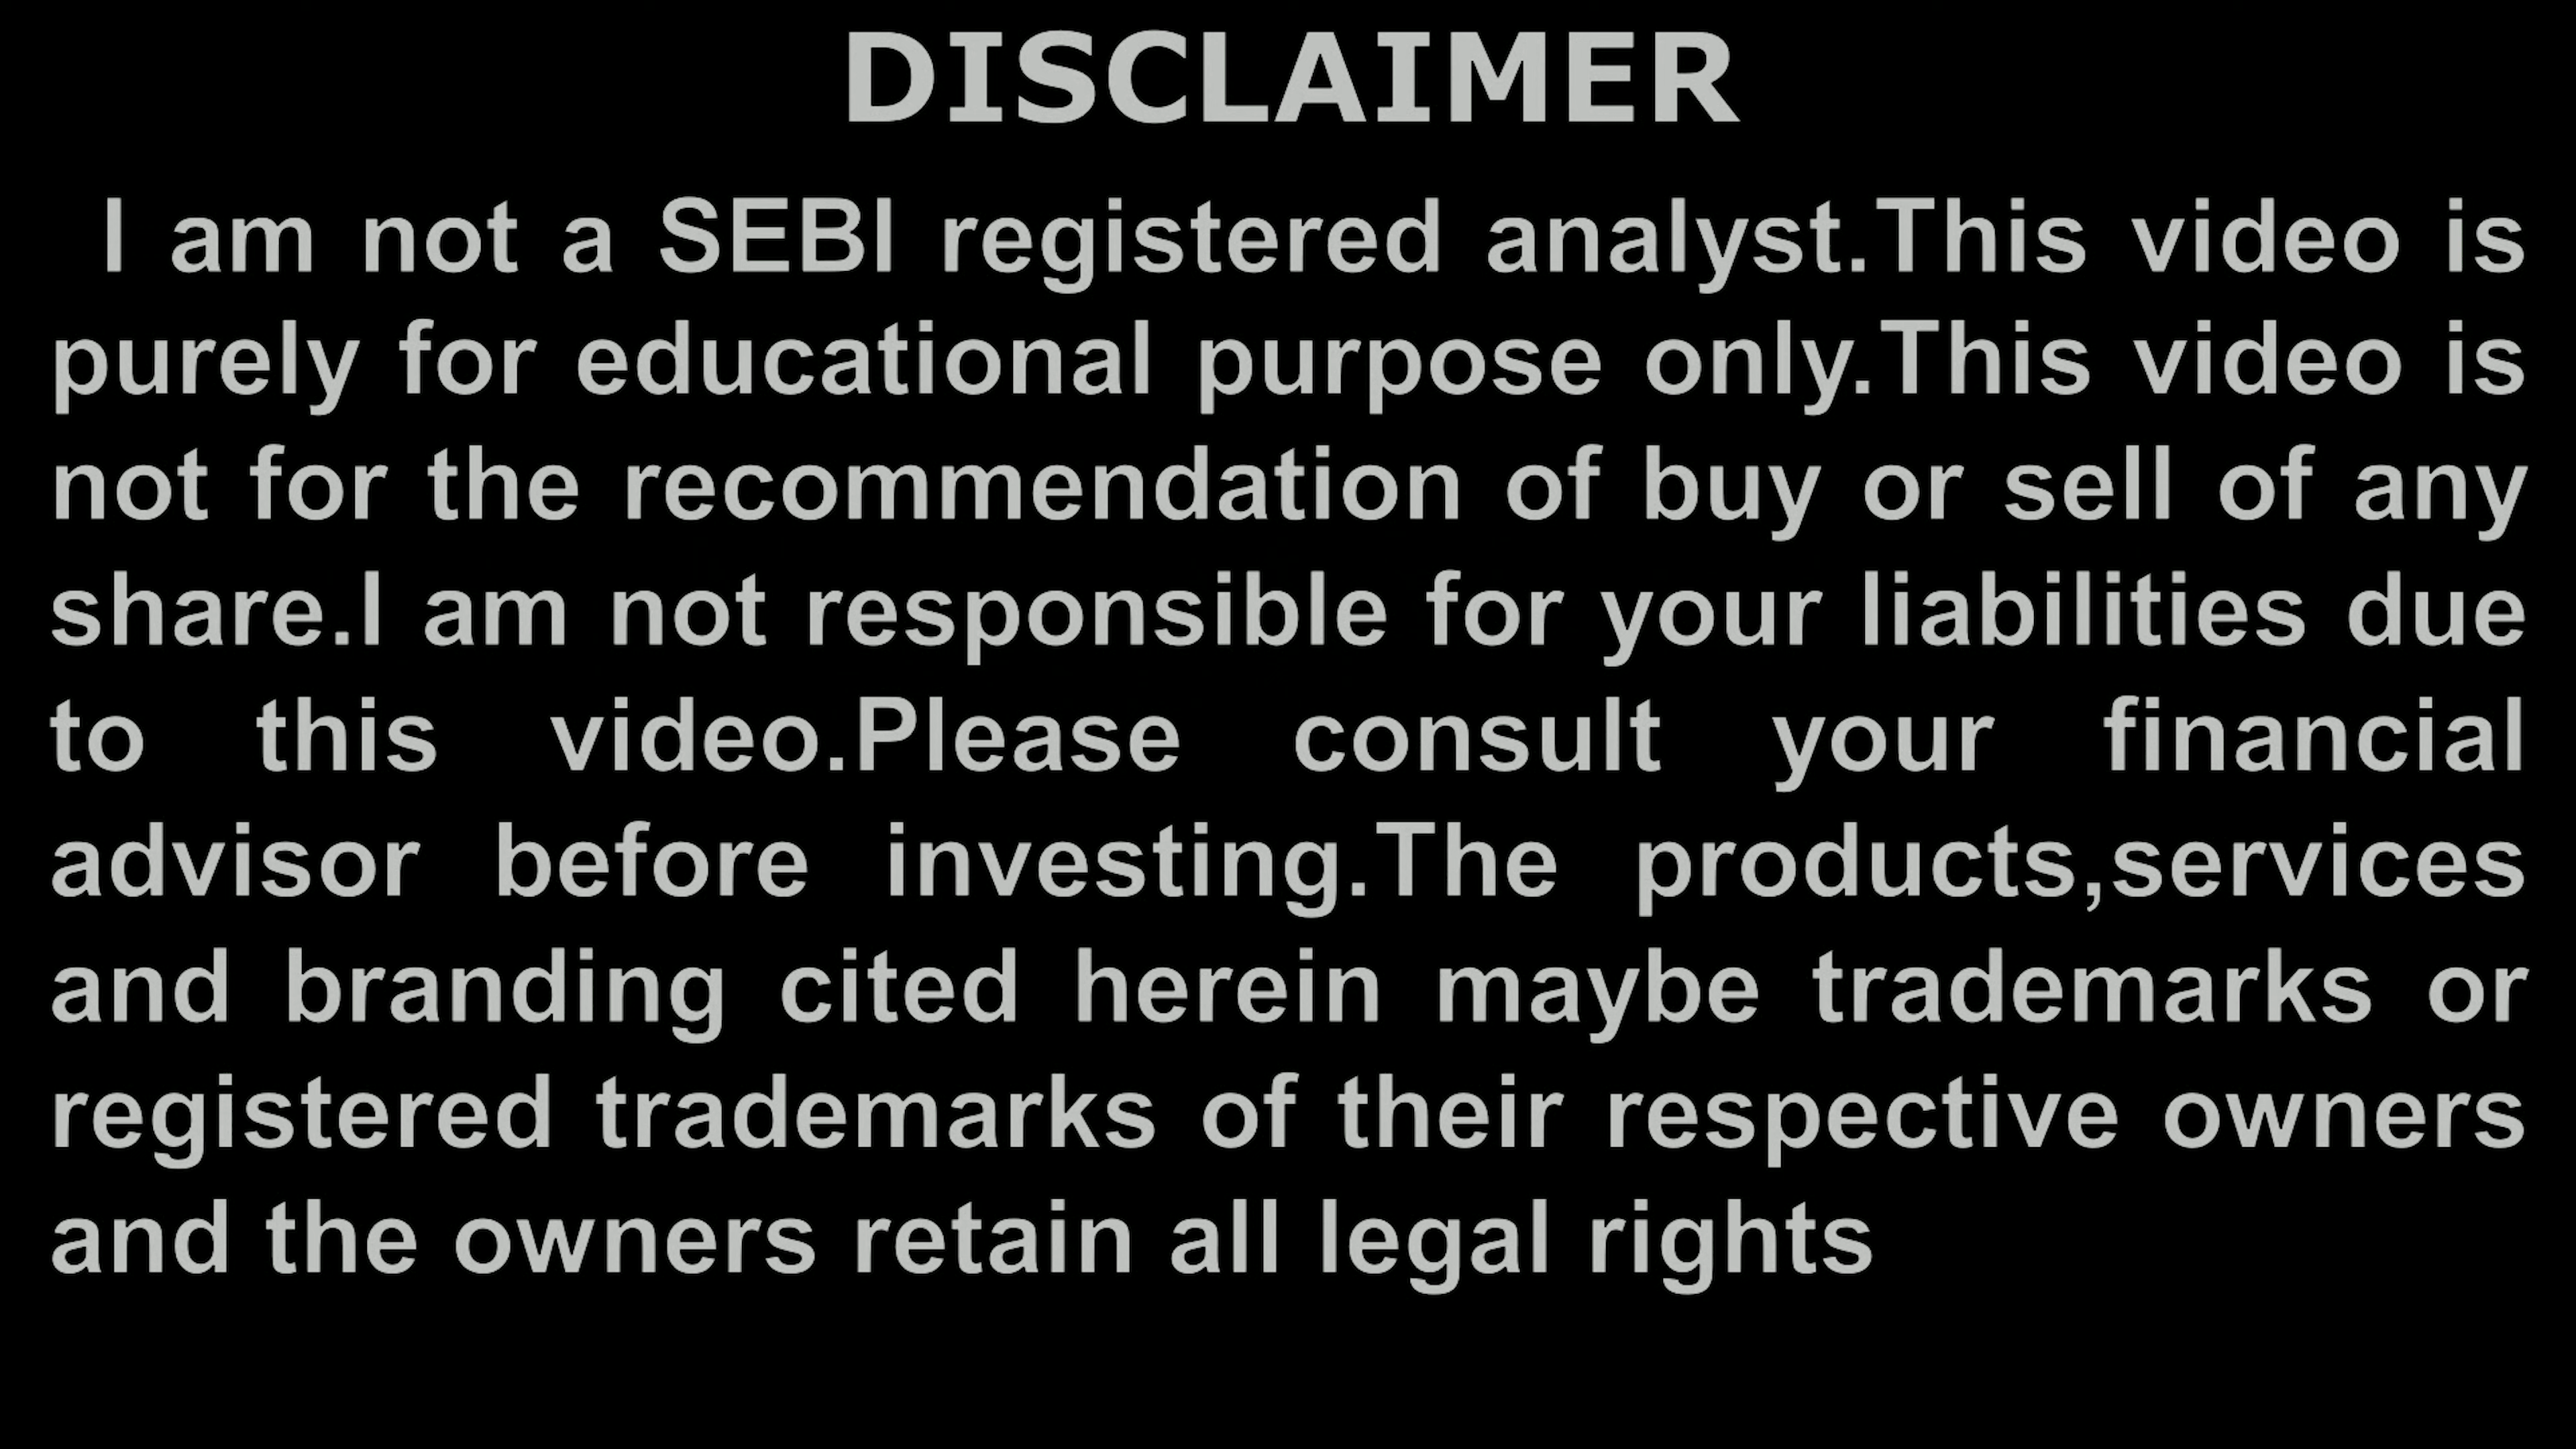 DISCLAIMER
I am not a SEBI registered analyst.This video is
purely for educational purpose only.This video is
not for the recommendation of buy or sell of any
share.I am not responsible for your liabilities due
to this video.Please consult your financial
advisor before investing.The products,services
and branding cited herein maybe trademarks or
registered trademarks of their respective owners
and the owners retain all legal rights